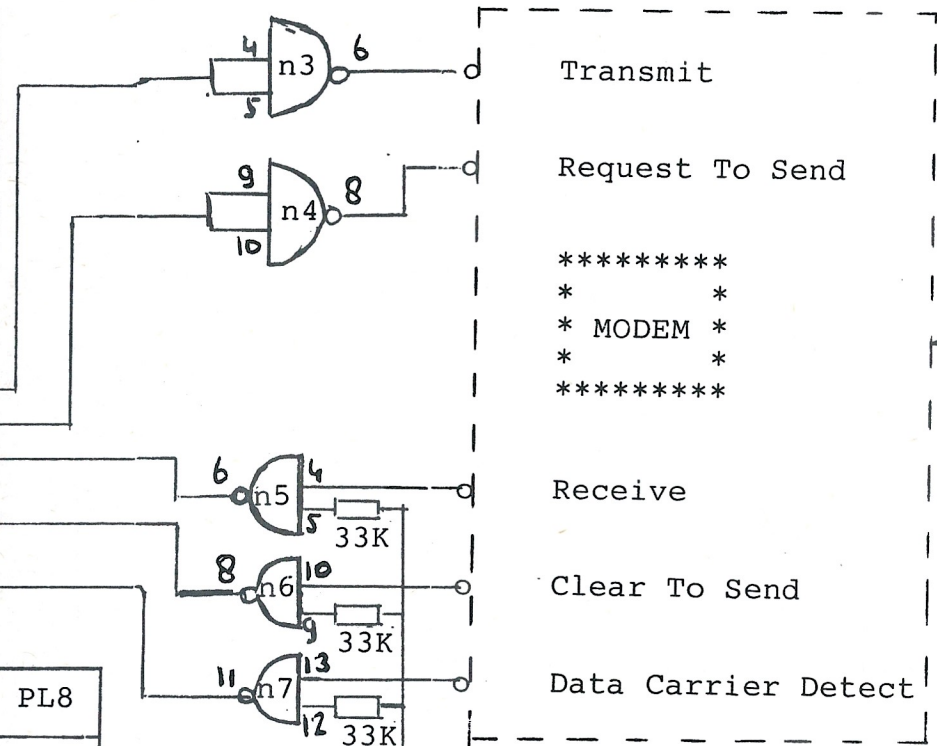 4
n3
6
5
Transmit
9
n4
8
10
Request To Send
*********
* *
* MODEM *
* *
*********
6
n5
4
5
33K
Receive
8
n6
10
9
33K
Clear To Send
11
n7
13
12
33K
Data Carrier Detect
PL8